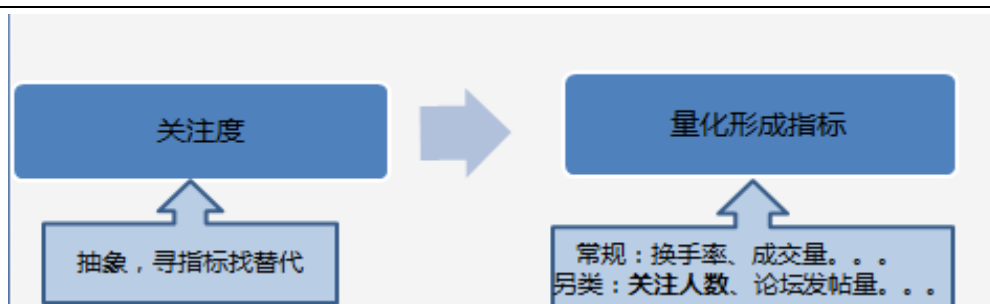 关注度
量化形成指标
抽象，寻指标找替代
常规：换手率、成交量。。。
另类：关注人数、论坛发帖量。。。